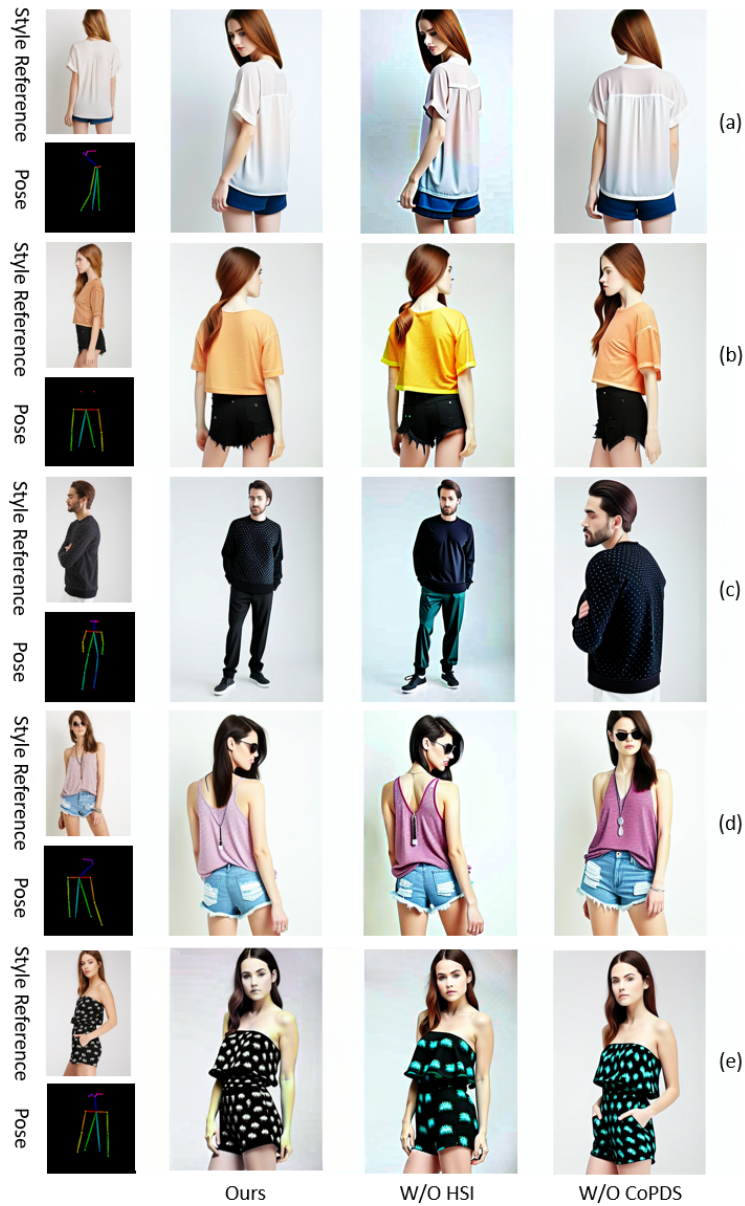 Style Reference
Pose
(a)
Style Reference
Pose
(b)
Style Reference
Pose
(c)
Style Reference
Pose
(d)
Style Reference
Pose
(e)
Ours
W/O HSI
W/O CoPDS